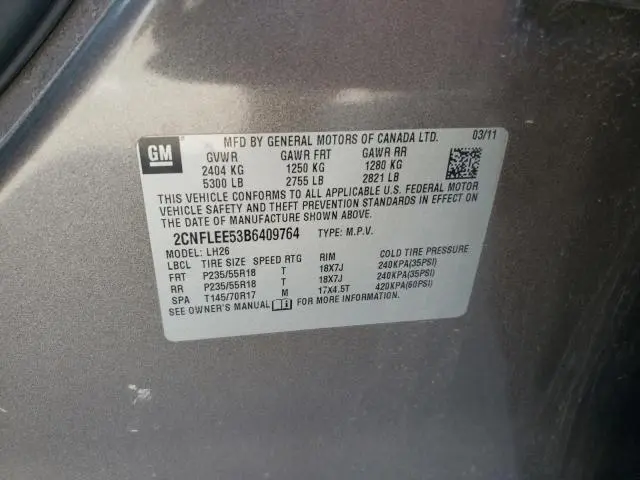 GM
MFD BY GENERAL MOTORS OF CANADA LTD. 03/11
GVWR GAWR FRT GAWR RR
2404 KG 1250 KG 1280 KG
5300 LB 2755 LB 2821 LB
THIS VEHICLE CONFORMS TO ALL APPLICABLE U.S. FEDERAL MOTOR
VEHICLE SAFETY AND THEFT PREVENTION STANDARDS IN EFFECT ON
THE DATE OF MANUFACTURE SHOWN ABOVE.
2CNFLEE53B6409764 TYPE: M.P.V.
LBCL LH26
TIRE SIZE SPEED RTG RIM COLD TIRE PRESSURE
FRT P235/55R18 T 18X7J 240KPA(35PSI)
RR P235/55R18 T 18X7J 240KPA(35PSI)
SPA T145/70R17 M 17X4.5T 420KPA(60PSI)
SEE OWNER'S MANUAL FOR MORE INFORMATION.